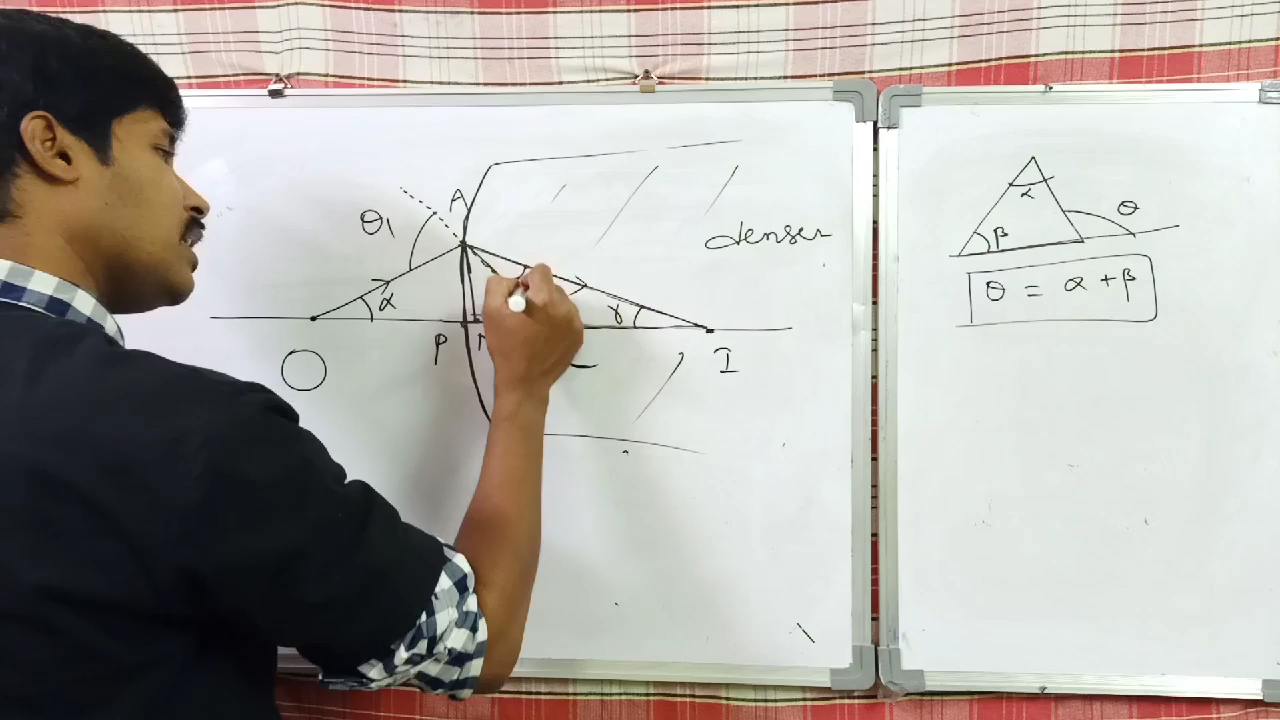 A
θ1
α
denser
γ
P
I
O
α
β
θ
θ = α + β